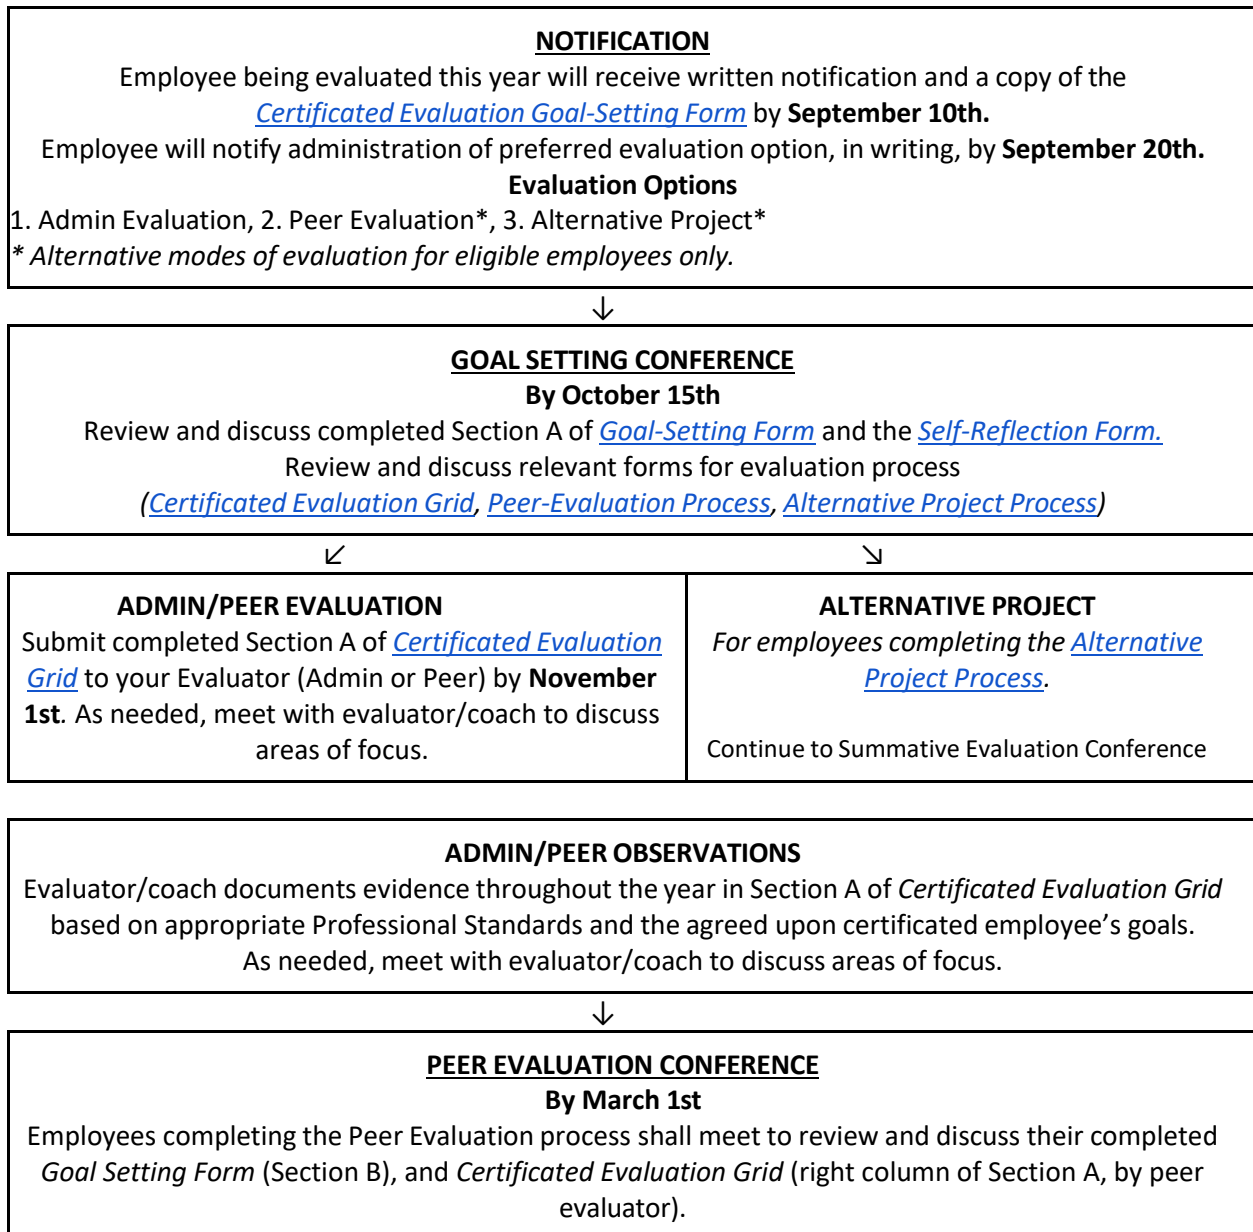 NOTIFICATION
Employee being evaluated this year will receive written notification and a copy of the
Certificated Evaluation Goal-Setting Form by September 10th.
Employee will notify administration of preferred evaluation option, in writing, by September 20th.
Evaluation Options
1. Admin Evaluation, 2. Peer Evaluation*, 3. Alternative Project*
* Alternative modes of evaluation for eligible employees only.
↓
GOAL SETTING CONFERENCE
By October 15th
Review and discuss completed Section A of Goal-Setting Form and the Self-Reflection Form.
Review and discuss relevant forms for evaluation process
(Certificated Evaluation Grid, Peer-Evaluation Process, Alternative Project Process)
↙ ↘
ADMIN/PEER EVALUATION
Submit completed Section A of Certificated Evaluation
Grid to your Evaluator (Admin or Peer) by November
1st. As needed, meet with evaluator/coach to discuss
areas of focus.
ALTERNATIVE PROJECT
For employees completing the Alternative
Project Process.
Continue to Summative Evaluation Conference
ADMIN/PEER OBSERVATIONS
Evaluator/coach documents evidence throughout the year in Section A of Certificated Evaluation Grid
based on appropriate Professional Standards and the agreed upon certificated employee’s goals.
As needed, meet with evaluator/coach to discuss areas of focus.
↓
PEER EVALUATION CONFERENCE
By March 1st
Employees completing the Peer Evaluation process shall meet to review and discuss their completed
Goal Setting Form (Section B), and Certificated Evaluation Grid (right column of Section A, by peer
evaluator).